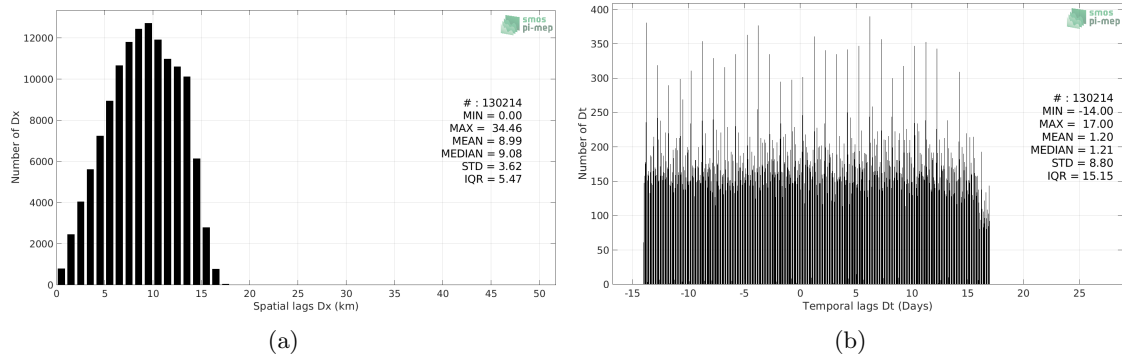 smos
pi-mep
Number of Dx
12000
10000
8000
6000
4000
2000
0
# : 130214
MIN = 0.00
MAX = 34.46
MEAN = 8.99
MEDIAN = 9.08
STD = 3.62
IQR = 5.47
0 5 10 15 20 25 30 35 40 45 50
Spatial lags Dx (km)
(a)
smos
pi-mep
Number of Dt
400
350
300
250
200
150
100
50
0
# : 130214
MIN = -14.00
MAX = 17.00
MEAN = 1.20
MEDIAN = 1.21
STD = 8.80
IQR = 15.15
-15 -10 -5 0 5 10 15 20 25
Temporal lags Dt (Days)
(b)